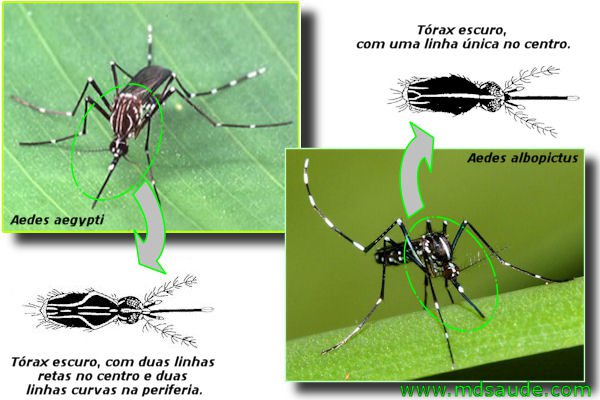 Tórax escuro,
com uma linha única no centro.
Aedes albopictus
Aedes aegypti
Tórax escuro, com duas linhas
retas no centro e duas
linhas curvas na periferia.
www.mdsaude.com